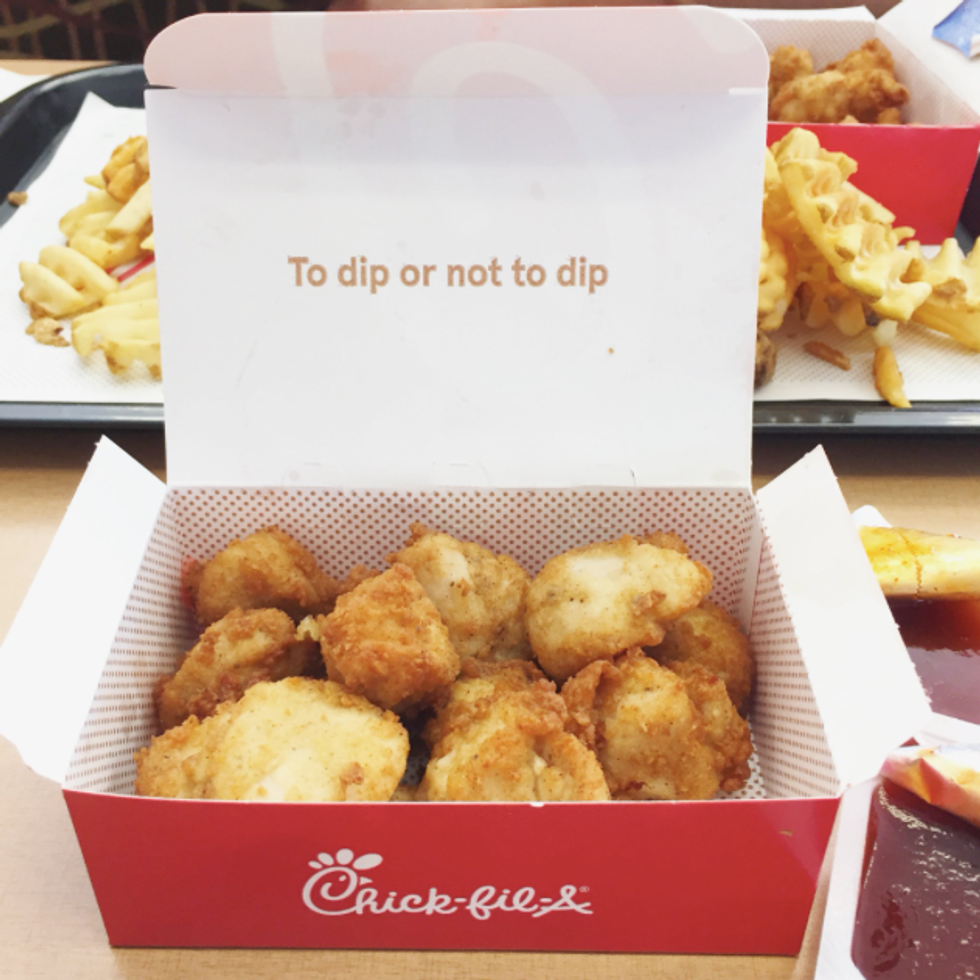 To dip or not to dip
Chick-fil-A®